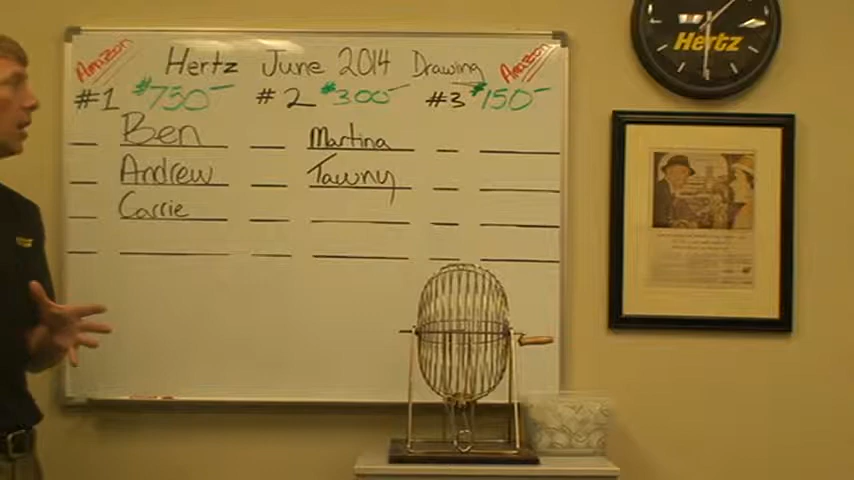 Amazon Hertz June 2014 Drawing Amazon
#1 $750- #2 $300- #3 $150-
Ben Martina
Andrew Tawny
Carrie
Hertz